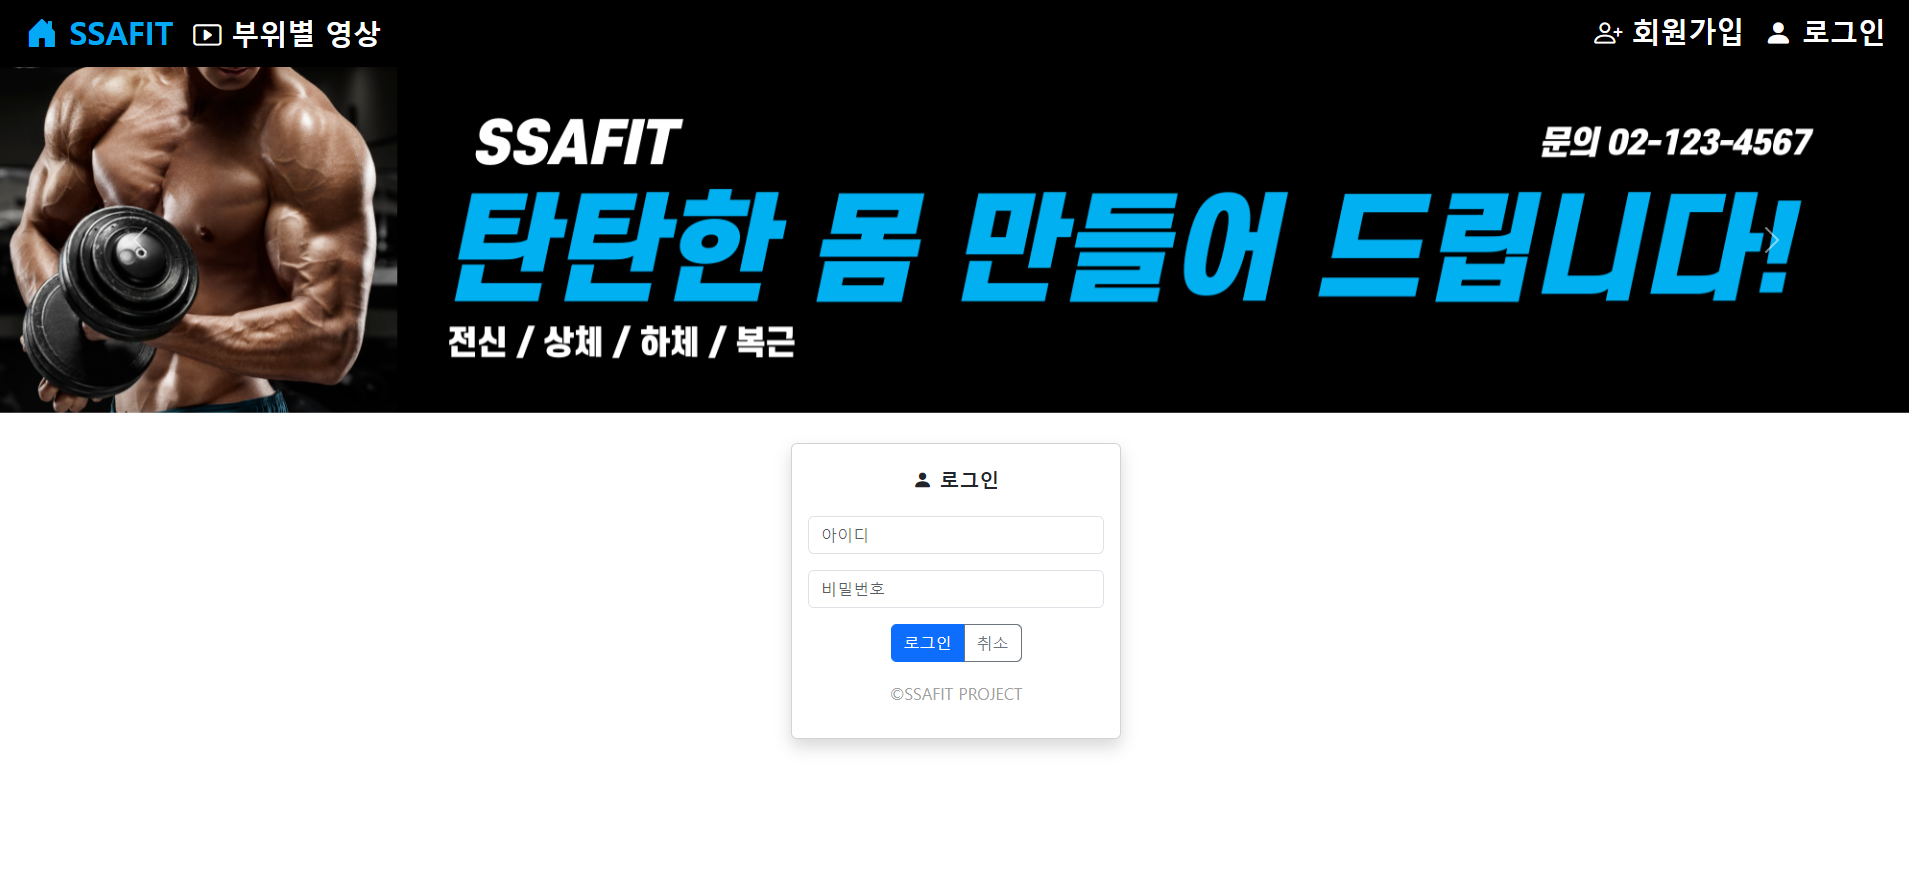 SSAFIT 부위별 영상 회원가입 로그인
SSAFIT
문의 02-123-4567
탄탄한 몸 만들어 드립니다!
전신 / 상체 / 하체 / 복근
로그인
아이디
비밀번호
로그인 취소
©SSAFIT PROJECT